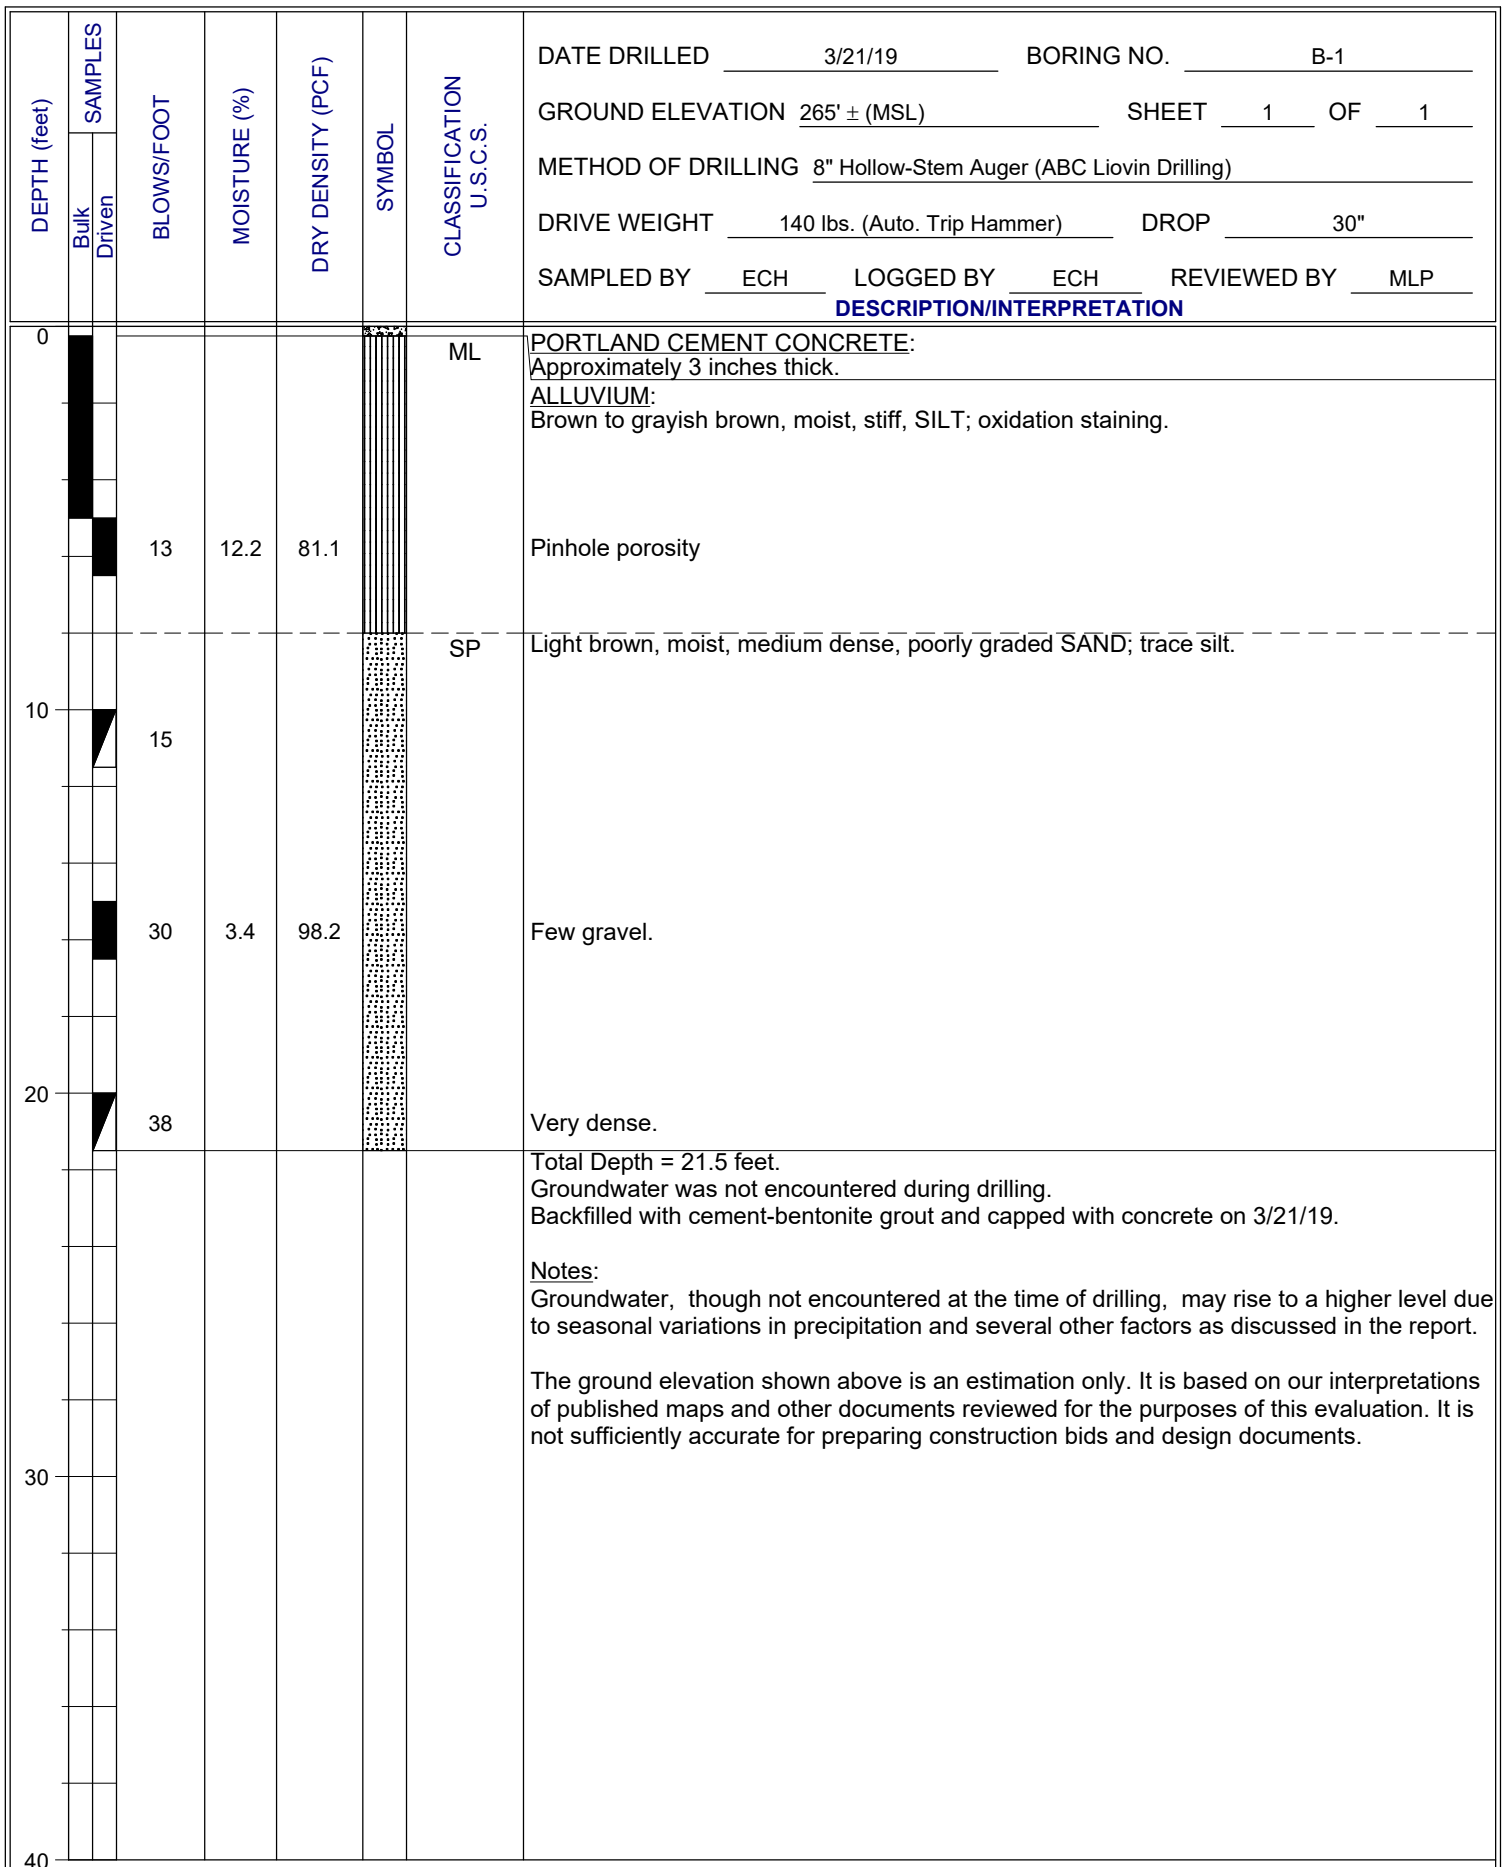 DEPTH (feet)
SAMPLES
Bulk
Driven
BLOWS/FOOT
MOISTURE (%)
DRY DENSITY (PCF)
SYMBOL
CLASSIFICATION
U.S.C.S.
DATE DRILLED 3/21/19 BORING NO. B-1
GROUND ELEVATION 265' ± (MSL) SHEET 1 OF 1
METHOD OF DRILLING 8" Hollow-Stem Auger (ABC Liovin Drilling)
DRIVE WEIGHT 140 lbs. (Auto. Trip Hammer) DROP 30"
SAMPLED BY ECH LOGGED BY ECH REVIEWED BY MLP
DESCRIPTION/INTERPRETATION
0 ML PORTLAND CEMENT CONCRETE:
Approximately 3 inches thick.
ALLUVIUM:
Brown to grayish brown, moist, stiff, SILT; oxidation staining.
13 12.2 81.1 Pinhole porosity
SP Light brown, moist, medium dense, poorly graded SAND; trace silt.
10
15
30 3.4 98.2 Few gravel.
20
38 Very dense.
Total Depth = 21.5 feet.
Groundwater was not encountered during drilling.
Backfilled with cement-bentonite grout and capped with concrete on 3/21/19.
Notes:
Groundwater, though not encountered at the time of drilling, may rise to a higher level due
to seasonal variations in precipitation and several other factors as discussed in the report.
The ground elevation shown above is an estimation only. It is based on our interpretations
of published maps and other documents reviewed for the purposes of this evaluation. It is
not sufficiently accurate for preparing construction bids and design documents.
30
40